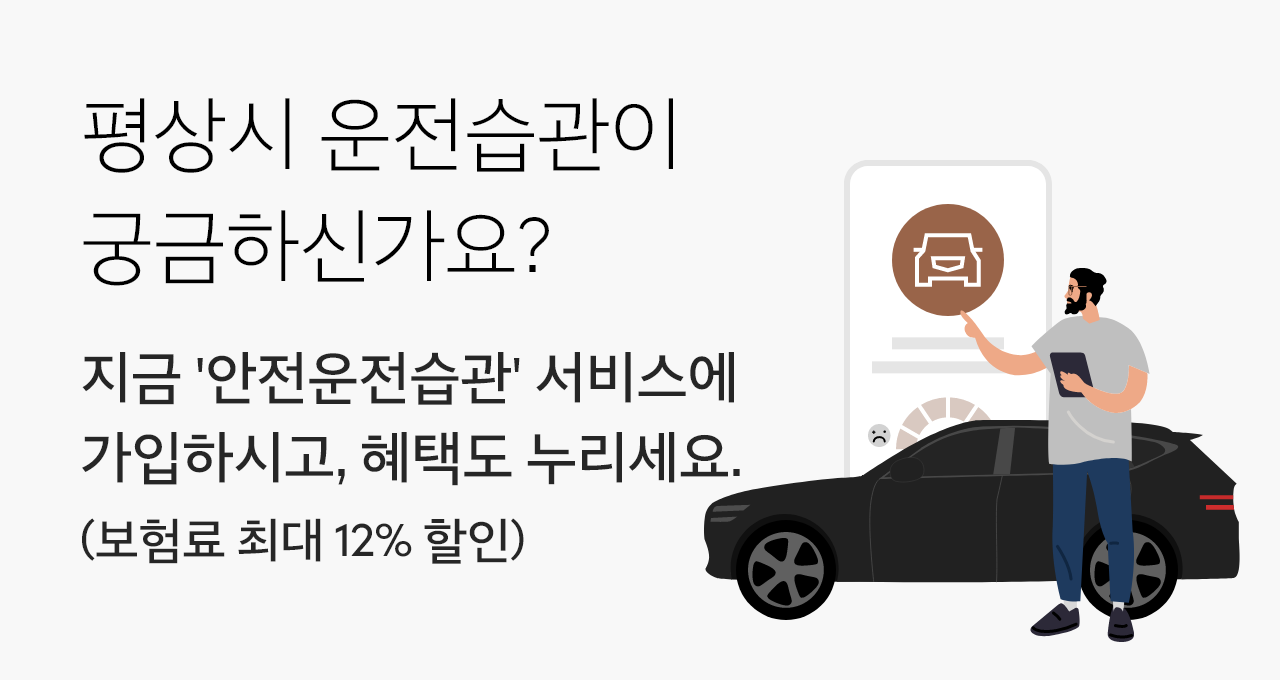 평상시 운전습관이
궁금하신가요?
지금 '안전운전습관' 서비스에
가입하시고, 혜택도 누리세요.
(보험료 최대 12% 할인)